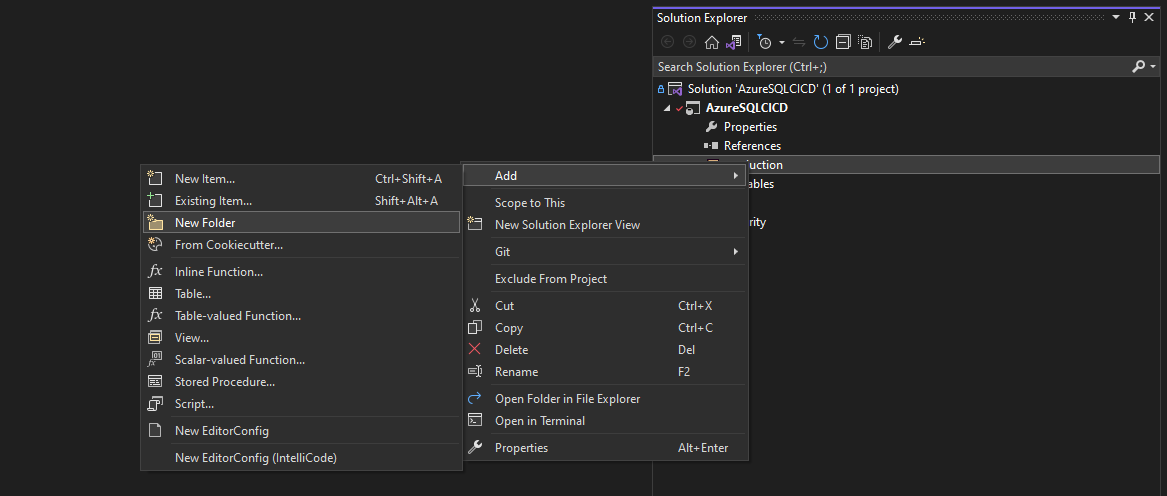 Solution Explorer
Search Solution Explorer (Ctrl+;)
Solution 'AzureSQLCICD' (1 of 1 project)
AzureSQLCICD
Properties
References
uction
ables
rity
Add
Scope to This
New Solution Explorer View
Git
Exclude From Project
Cut Ctrl+X
Copy Ctrl+C
Delete Del
Rename F2
Open Folder in File Explorer
Open in Terminal
Properties Alt+Enter
New Item... Ctrl+Shift+A
Existing Item... Shift+Alt+A
New Folder
From Cookiecutter...
Inline Function...
Table...
Table-valued Function...
View...
Scalar-valued Function...
Stored Procedure...
Script...
New EditorConfig
New EditorConfig (IntelliCode)